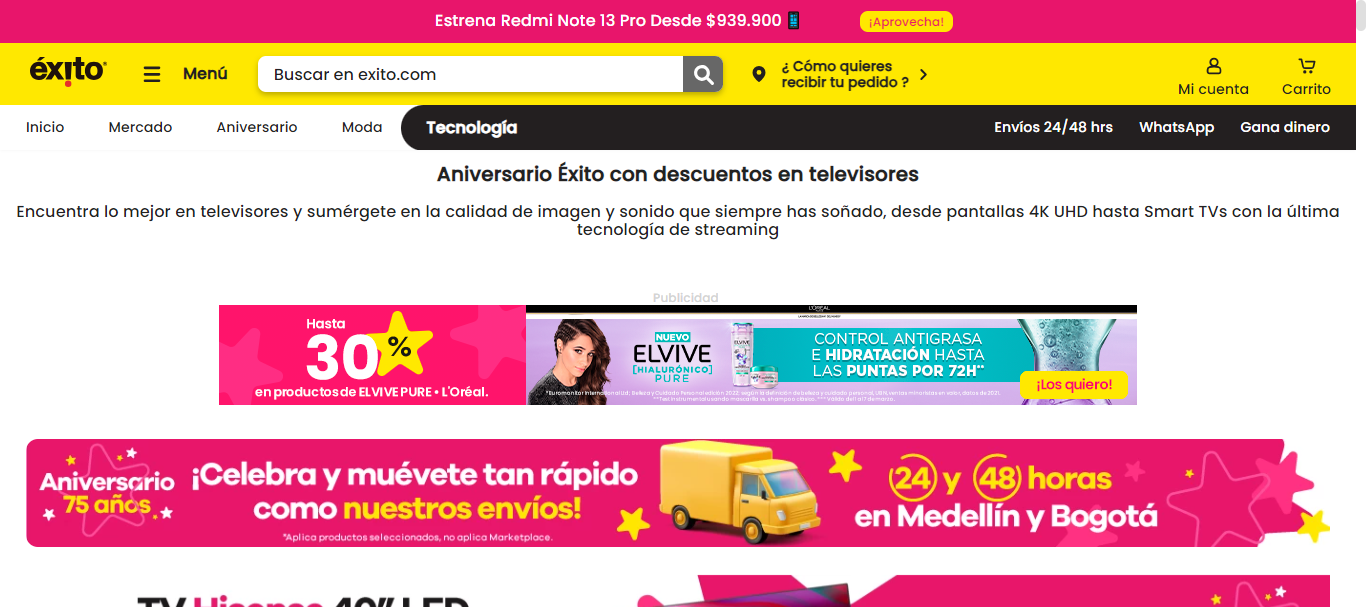 Estrena Redmi Note 13 Pro Desde $939.900
¡Aprovecha!
éxito
Menú
Buscar en exito.com
¿ Cómo quieres
recibir tu pedido ?
Mi cuenta
Carrito
Inicio
Mercado
Aniversario
Moda
Tecnología
Envíos 24/48 hrs
WhatsApp
Gana dinero
Aniversario Éxito con descuentos en televisores
Encuentra lo mejor en televisores y sumérgete en la calidad de imagen y sonido que siempre has soñado, desde pantallas 4K UHD hasta Smart TVs con la última
tecnología de streaming
Publicidad
Hasta
30%
en productos de ELVIVE PURE • L'Oréal.
L'ORÉAL
NUEVO
ELVIVE
[HIALURÓNICO]
PURE
CONTROL ANTIGRASA
E HIDRATACIÓN HASTA
LAS PUNTAS POR 72H**
¡Los quiero!
Aniversario
75 años.
¡Celebra y muévete tan rápido
como nuestros envíos!
*Aplica productos seleccionados, no aplica Marketplace.
24 y 48 horas
en Medellín y Bogotá
TV Hisense 40" LED